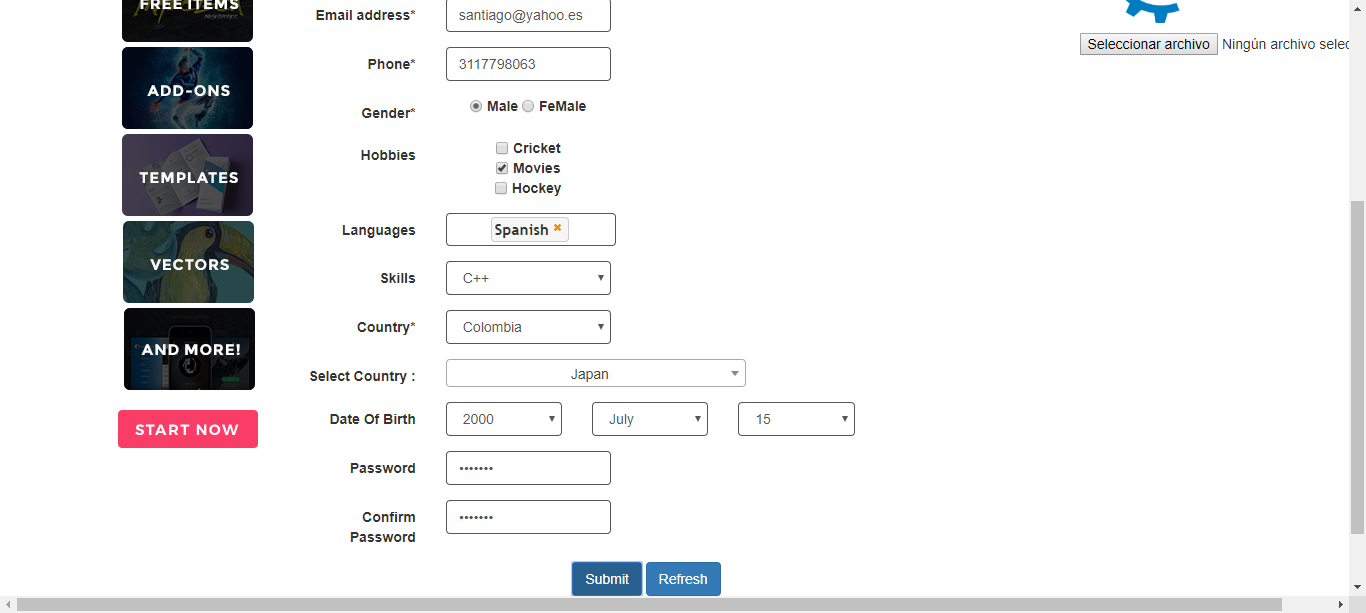 FREE ITEMS
ADD-ONS
TEMPLATES
VECTORS
AND MORE!
START NOW
Email address* santiago@yahoo.es
Phone* 3117798063
Gender* Male FeMale
Hobbies Cricket
Movies
Hockey
Languages Spanish
Skills C++
Country* Colombia
Select Country : Japan
Date Of Birth 2000 July 15
Password •••••••
Confirm
Password •••••••
Submit Refresh
Seleccionar archivo Ningún archivo selec